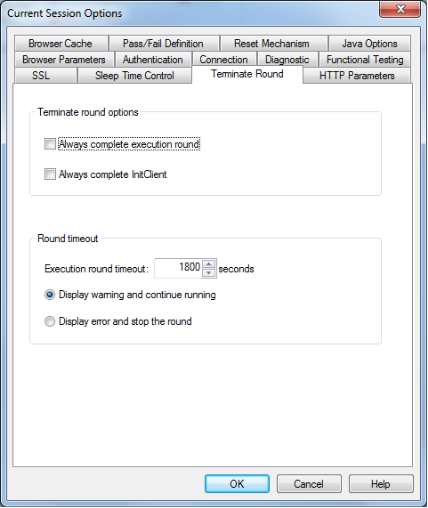 Current Session Options
Browser Cache Pass/Fail Definition Reset Mechanism Java Options
Browser Parameters Authentication Connection Diagnostic Functional Testing
SSL Sleep Time Control Terminate Round HTTP Parameters
Terminate round options
Always complete execution round
Always complete InitClient
Round timeout
Execution round timeout: 1800 seconds
Display warning and continue running
Display error and stop the round
OK Cancel Help